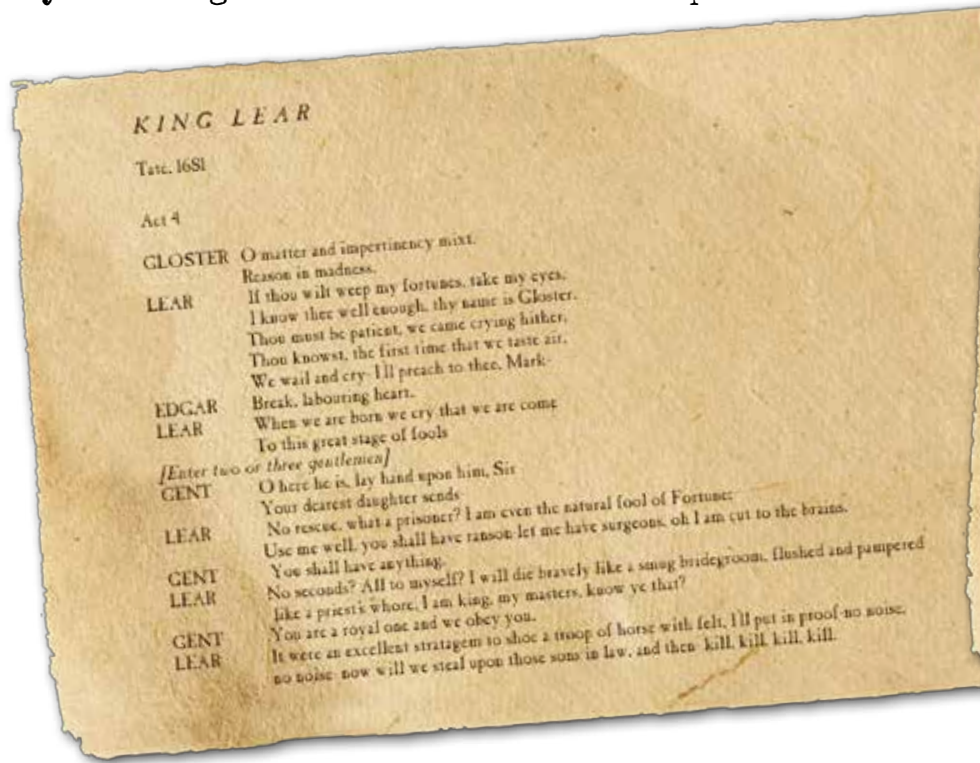 KING LEAR
Tate, 1681
Act 4
GLOSTER O matter and impertinency mixt.
Reason in madness.
LEAR If thou wilt weep my fortunes, take my eyes,
I know thee well enough, thy name is Gloster.
Thou must be patient, we came crying hither,
Thou knowst, the first time that we taste air,
We wail and cry- I'll preach to thee, Mark-
EDGAR Break, labouring heart.
LEAR When we are born we cry that we are come
To this great stage of fools
[Enter two or three gentlemen]
GENT O here he is, lay hand upon him, Sir
Your dearest daughter sends-
LEAR No rescue, what a prisoner? I am even the natural fool of Fortune:
Use me well, you shall have ranson-let me have surgeons, oh I am cut to the brains.
GENT You shall have anything.
LEAR No seconds? All to myself? I will die bravely like a smug bridegroom, flushed and pampered
like a priest's whore, I am king, my masters, know ye that?
GENT You are a royal one and we obey you.
LEAR It were an excellent stratagem to shoe a troop of horse with felt, I'll put in proof-no noise,
no noise- now will we steal upon those sons in law, and then- kill, kill, kill, kill.